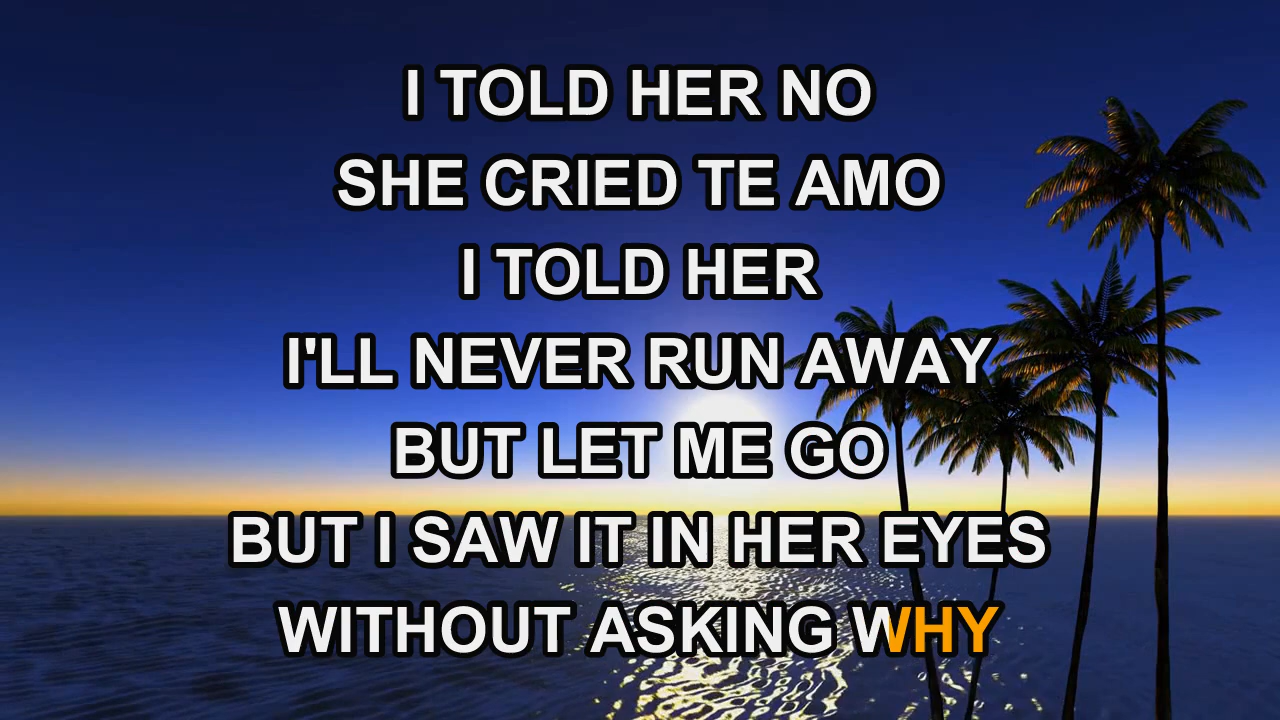 I TOLD HER NO
SHE CRIED TE AMO
I TOLD HER
I'LL NEVER RUN AWAY
BUT LET ME GO
BUT I SAW IT IN HER EYES
WITHOUT ASKING WHY